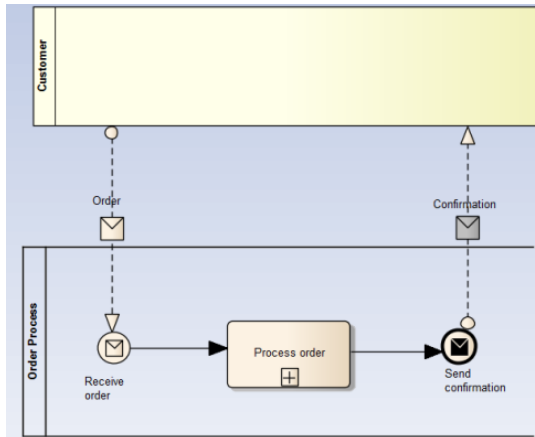 Customer
Order
Confirmation
Order Process
Process order
Receive
order
Send
confirmation